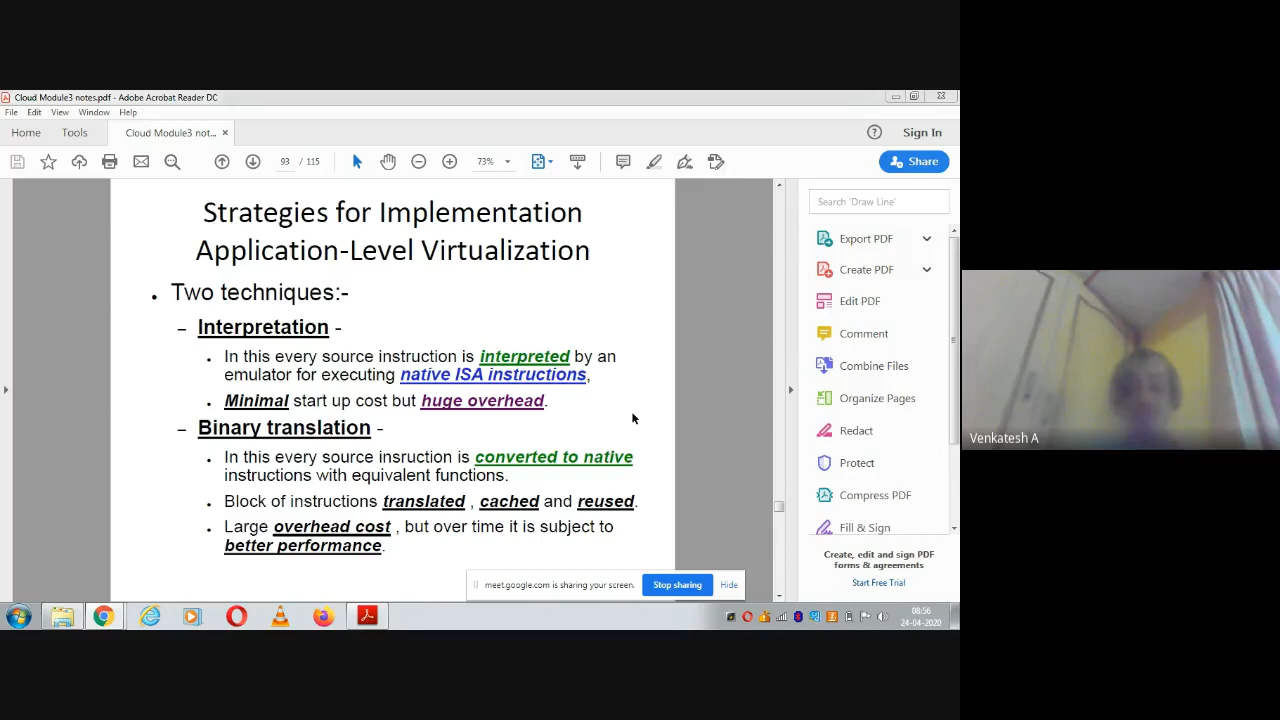 Cloud Module3 notes.pdf - Adobe Acrobat Reader DC
File Edit View Window Help
Home Tools Cloud Module3 not... × Sign In
93 / 115 73% Share
Strategies for Implementation
Application-Level Virtualization
• Two techniques:-
– Interpretation -
• In this every source instruction is interpreted by an
emulator for executing native ISA instructions,
• Minimal start up cost but huge overhead.
– Binary translation -
• In this every source insruction is converted to native
instructions with equivalent functions.
• Block of instructions translated , cached and reused.
• Large overhead cost , but over time it is subject to
better performance.
Search 'Draw Line'
Export PDF
Create PDF
Edit PDF
Comment
Combine Files
Organize Pages
Redact
Protect
Compress PDF
Fill & Sign
Convert, edit and sign PDF
forms & agreements
Start Free Trial
meet.google.com is sharing your screen. Stop sharing Hide
08:56
24-04-2020
Venkatesh A